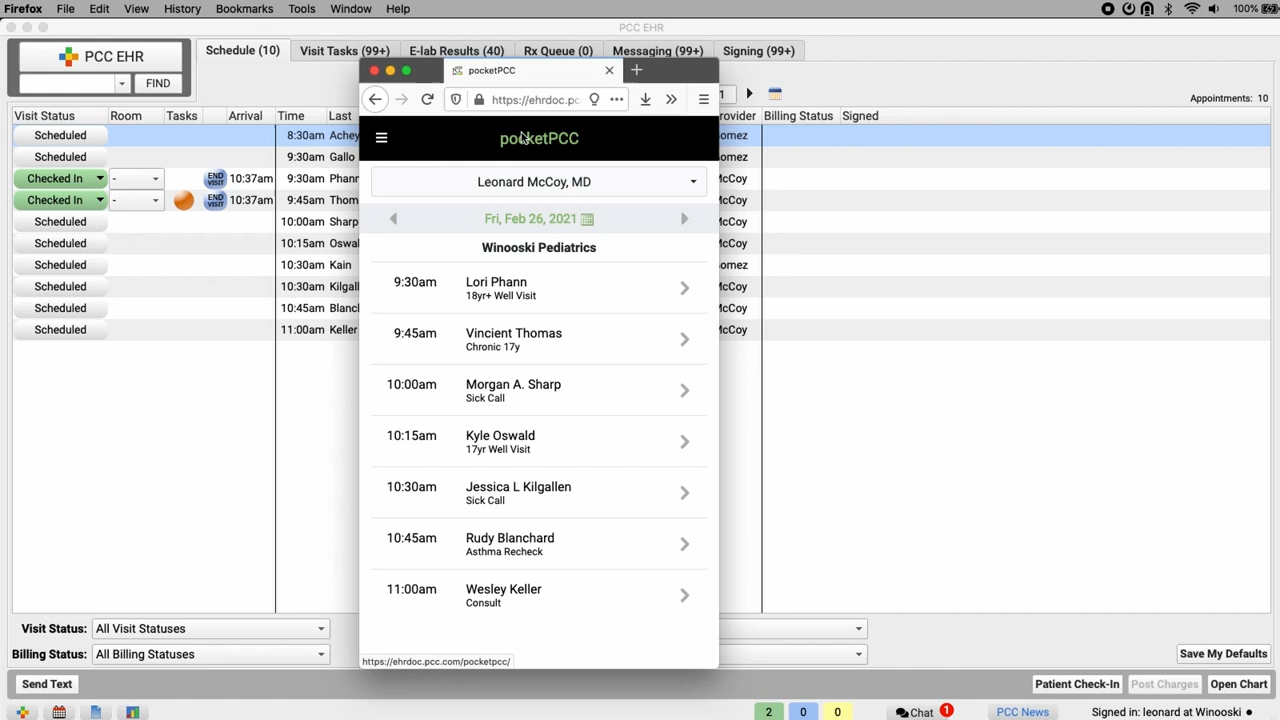 Firefox File Edit View History Bookmarks Tools Window Help 100%
PCC EHR
PCC EHR
FIND
Schedule (10) Visit Tasks (99+) E-lab Results (40) Rx Queue (0) Messaging (99+) Signing (99+)
1
Appointments: 10
Visit Status Room Tasks Arrival Time Last rovider Billing Status Signed
Scheduled 8:30am Achey omez
Scheduled 9:30am Gallo omez
Checked In - END VISIT 10:37am 9:30am Phann McCoy
Checked In - END VISIT 10:37am 9:45am Thom McCoy
Scheduled 10:00am Sharp McCoy
Scheduled 10:15am Oswal McCoy
Scheduled 10:30am Kain omez
Scheduled 10:30am Kilgall McCoy
Scheduled 10:45am Blanc McCoy
Scheduled 11:00am Keller McCoy
pocketPCC
https://ehrdoc.pc
pocketPCC
Leonard McCoy, MD
Fri, Feb 26, 2021
Winooski Pediatrics
9:30am Lori Phann
18yr+ Well Visit
9:45am Vincient Thomas
Chronic 17y
10:00am Morgan A. Sharp
Sick Call
10:15am Kyle Oswald
17yr Well Visit
10:30am Jessica L Kilgallen
Sick Call
10:45am Rudy Blanchard
Asthma Recheck
11:00am Wesley Keller
Consult
https://ehrdoc.pcc.com/pocketpcc/
Visit Status: All Visit Statuses
Billing Status: All Billing Statuses
Save My Defaults
Send Text Patient Check-In Post Charges Open Chart
2 0 0 Chat 1 PCC News Signed in: leonard at Winooski